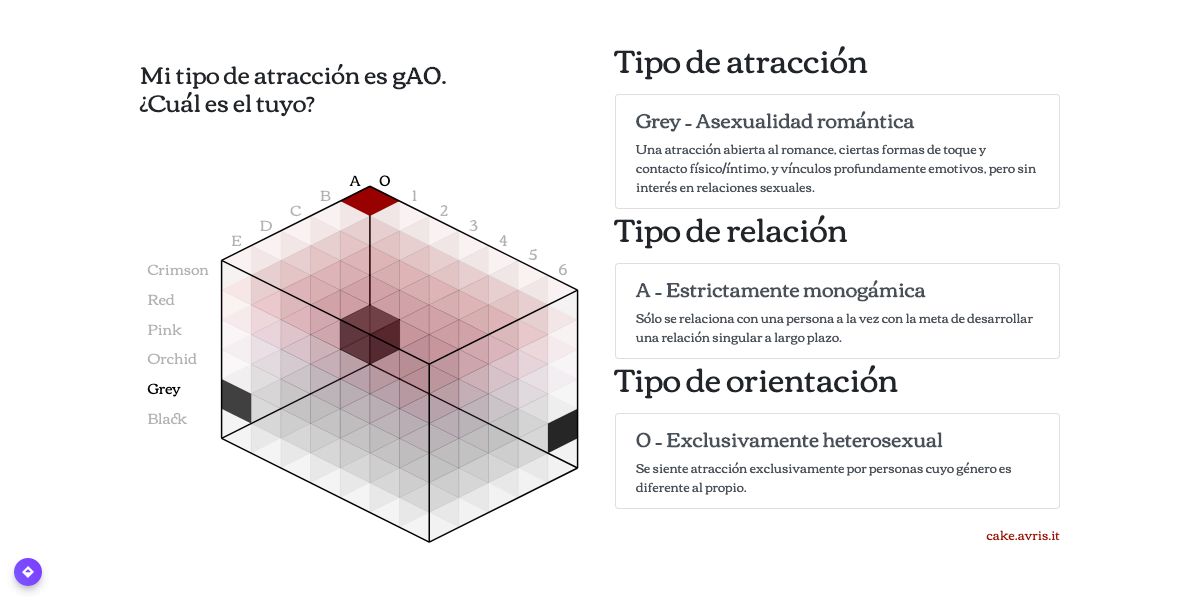 Mi tipo de atracción es gAO.
¿Cuál es el tuyo?
A O
B
C
D
E
1
2
3
4
5
6
Crimson
Red
Pink
Orchid
Grey
Black
Tipo de atracción
Grey - Asexualidad romántica
Una atracción abierta al romance, ciertas formas de toque y
contacto físico/íntimo, y vínculos profundamente emotivos, pero sin
interés en relaciones sexuales.
Tipo de relación
A - Estrictamente monogámica
Sólo se relaciona con una persona a la vez con la meta de desarrollar
una relación singular a largo plazo.
Tipo de orientación
O - Exclusivamente heterosexual
Se siente atracción exclusivamente por personas cuyo género es
diferente al propio.
cake.avris.it